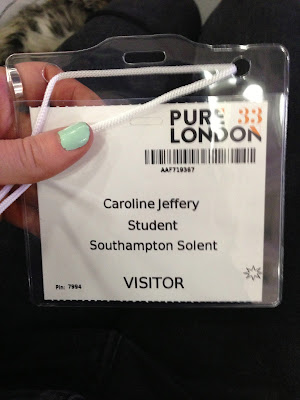 PURE 33
LONDON
AAF719367
Caroline Jeffery
Student
Southampton Solent
Pin: 7994 VISITOR